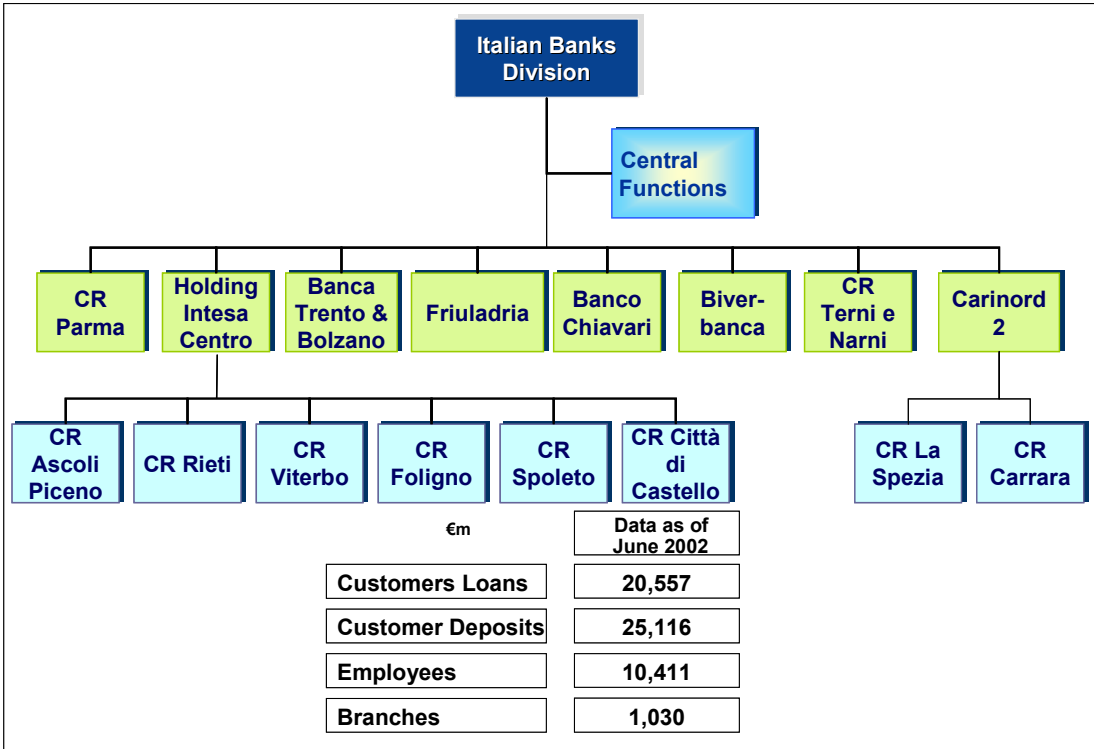 Italian Banks
Division
Central
Functions
CR
Parma
Holding
Intesa
Centro
Banca
Trento &
Bolzano
Friuladria
Banco
Chiavari
Biver-
banca
CR
Terni e
Narni
Carinord
2
CR
Ascoli
Piceno
CR Rieti
CR
Viterbo
CR
Foligno
CR
Spoleto
CR Città
di
Castello
CR La
Spezia
CR
Carrara
€m
Data as of
June 2002
Customers Loans
20,557
Customer Deposits
25,116
Employees
10,411
Branches
1,030